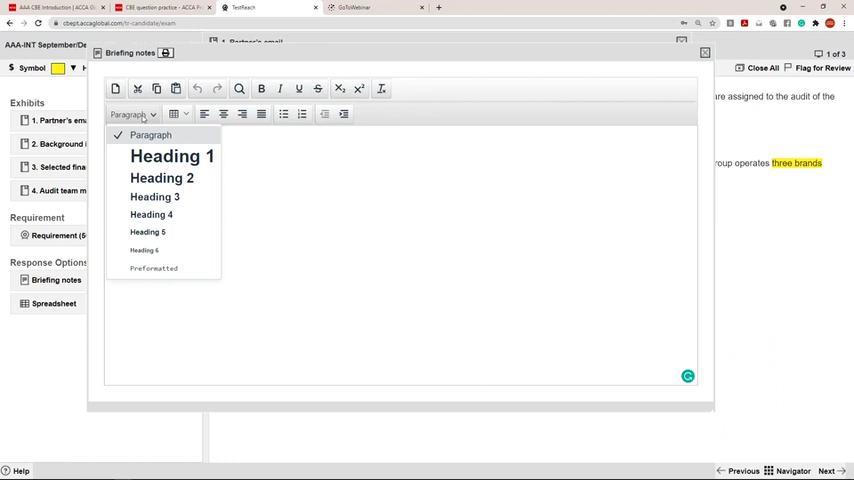 AAA CBE Introduction | ACCA G
CBE question practice - ACCA P
TestReach
GoToWebinar
cbept.accaglobal.com/tr-candidate/exam
AAA-INT September/De
1. Partner's email
1 of 3
$ Symbol
H
Close All
Flag for Review
Briefing notes
Exhibits
1. Partner's ema
2. Background i
3. Selected fina
4. Audit team m
Requirement
Requirement (5
Response Options
Briefing notes
Spreadsheet
Paragraph
Paragraph
Heading 1
Heading 2
Heading 3
Heading 4
Heading 5
Heading 6
Preformatted
are assigned to the audit of the
roup operates three brands
Help
Previous
Navigator
Next